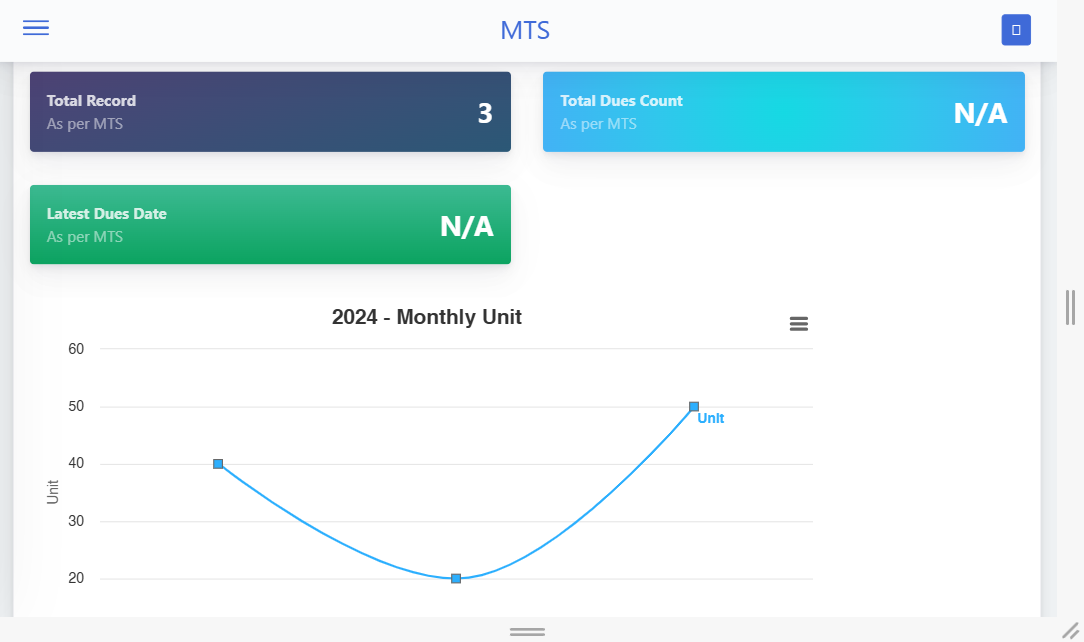 MTS
Total Record
As per MTS
3
Total Dues Count
As per MTS
N/A
Latest Dues Date
As per MTS
N/A
2024 - Monthly Unit
60
50
40
30
20
Unit
Unit